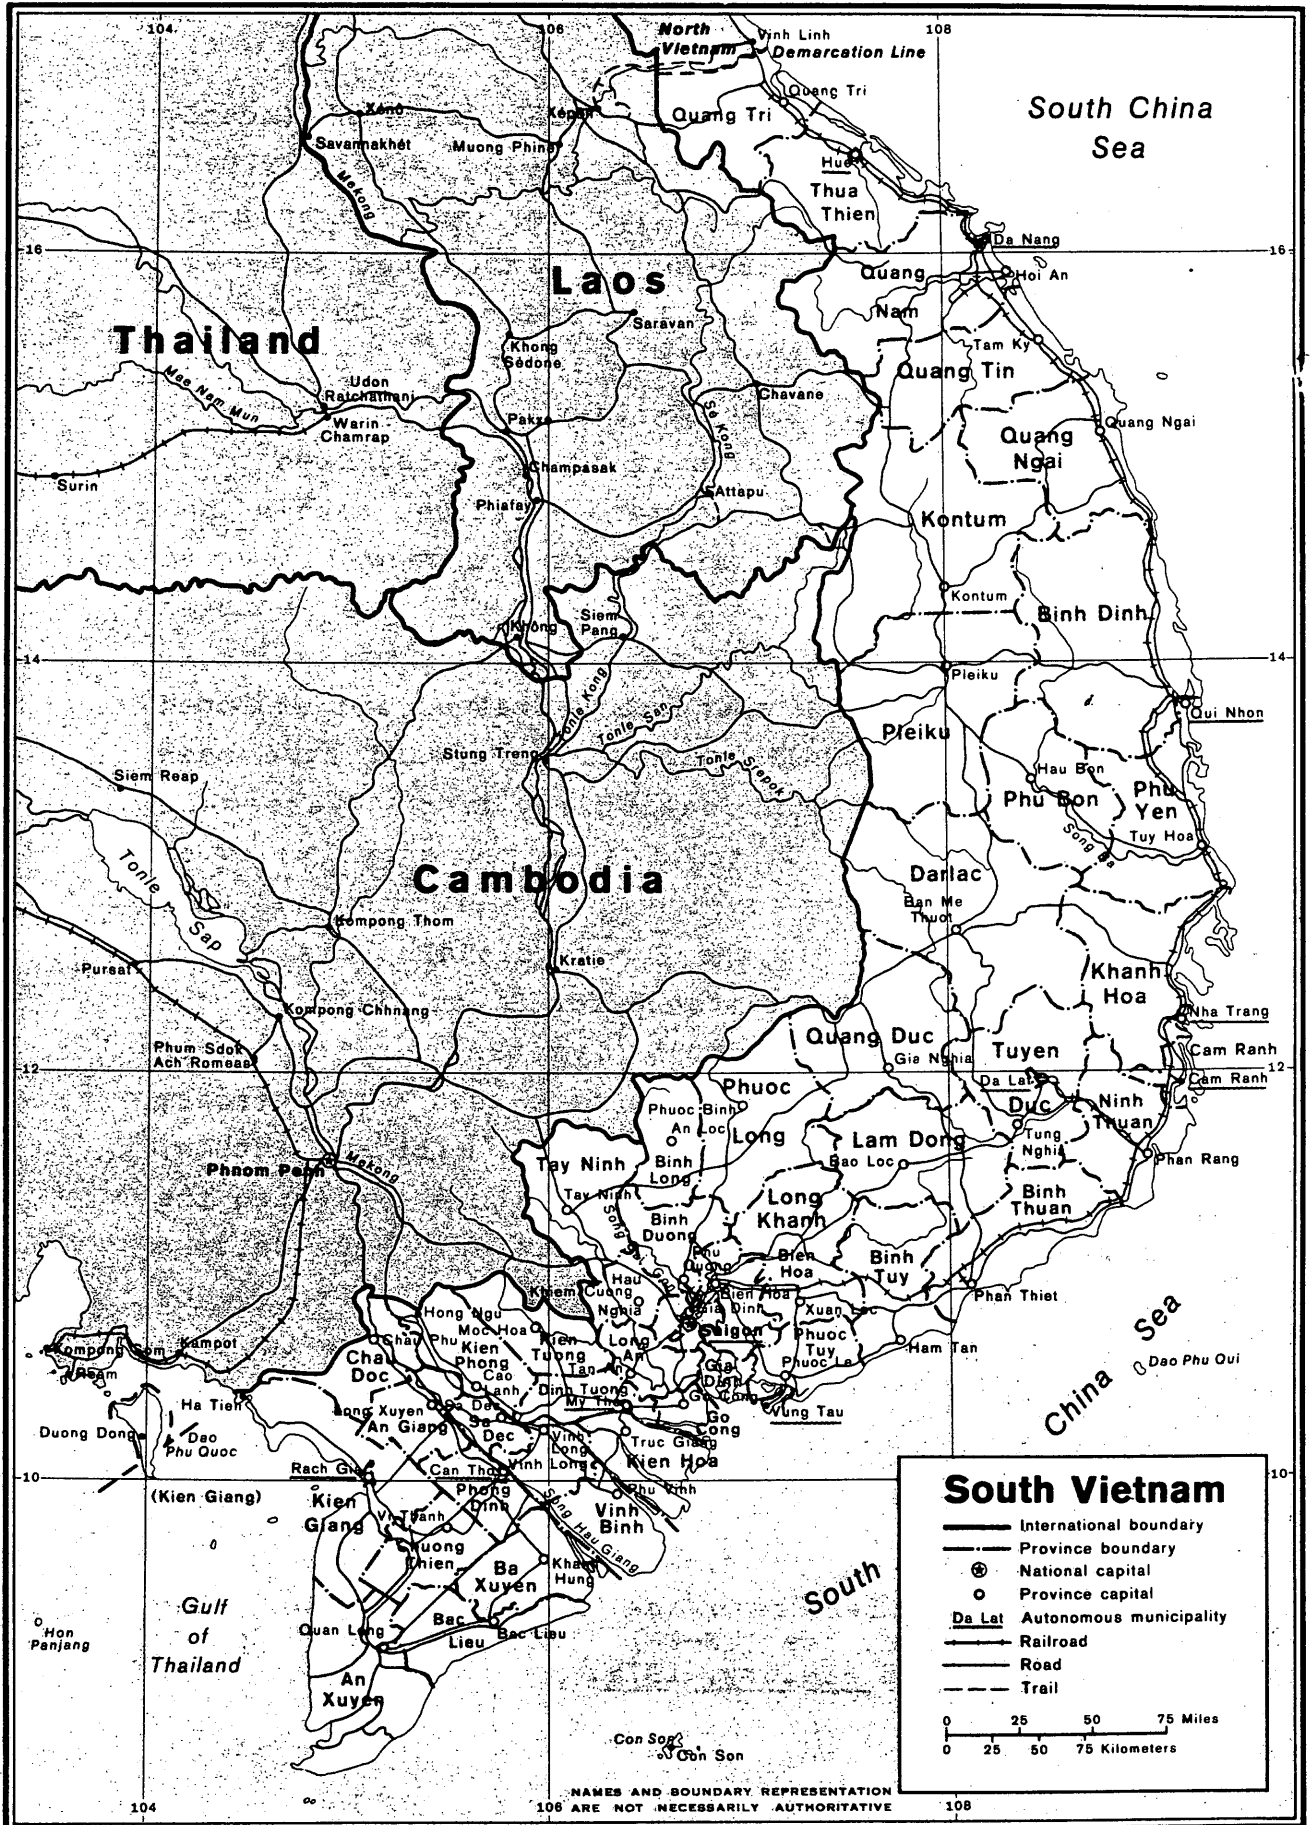 104
106
108
North
Vietnam
Vinh Linh
Demarcation Line
Quang Tri
Quang Tri
South China
Sea
Xénô
Xépôn
Savannakhét
Muong Phine
Mekong
Hue
Thua
Thien
16
Da Nang
16
Quang
Nam
Hoi An
Laos
Saravan
Thailand
Khong
Sédone
Tam Ky
Quang Tin
Mae Nam Mun
Udon
Ratchathani
Warin
Chamrap
Chavane
Pakxe
Se Kong
Quang Ngai
Quang
Ngai
Champasak
Surin
Phiafay
Attapu
Kontum
Kontum
Binh Dinh
Không
Siem
Pang
14
14
Pleiku
Tonle Kong
Tonle San
Qui Nhon
Stung Treng
Tonle Srepok
Pleiku
Siem Reap
Hau Bon
Phu Bon
Phu
Yen
Song Ba
Tuy Hoa
Tonle
Sap
Cambodia
Darlac
Ban Me
Thuot
Kompong Thom
Pursat
Kratie
Khanh
Hoa
Kompong Chhnang
Nha Trang
Quang Duc
Gia Nghia
Phum Sdok
Ach Romeas
Tuyen
Duc
Cam Ranh
Cam Ranh
12
12
Da Lat
Phuoc
Long
Phuoc Binh
An Loc
Ninh
Thuan
Lam Dong
Tung
Nghia
Bao Loc
Phan Rang
Phnom Penh
Mekong
Tay Ninh
Binh
Long
Tay Ninh
Long
Khanh
Binh
Thuan
Song Sai Gon
Binh
Duong
Phu
Cuong
Bien
Hoa
Binh
Tuy
Khiem Cuong
Hau
Nghia
Bien Hoa
Gia Dinh
Xuan Loc
Phan Thiet
Saigon
Hong Ngu
Moc Hoa
Kien
Tuong
Long
An
Phuoc
Tuy
Ham Tan
Chau Phu
Kien
Phong
Chau
Doc
Cao
Lanh
Tan An
Gia
Dinh
Phuoc Le
Dao Phu Qui
Kompong Som
Kampot
Ream
Ha Tien
Long Xuyen
An Giang
Sa Dec
Sa
Dec
Dinh Tuong
My Tho
Go Cong
Go
Cong
Vung Tau
Duong Dong
Dao
Phu Quoc
Vinh
Long
Truc Giang
Kien Hoa
Rach Gia
Can Tho
Vinh Long
10
10
(Kien Giang)
Phong
Dinh
Phu Vinh
Kien
Giang
Vinh
Binh
Vi Thanh
Song Hau Giang
Chuong
Thien
Ba
Xuyen
Khanh
Hung
Gulf
of
Thailand
Hon
Panjang
Quan Long
Bac
Lieu
Bac Lieu
An
Xuyen
South
China Sea
Con Son
Con Son
South Vietnam
International boundary
Province boundary
National capital
Province capital
Da Lat Autonomous municipality
Railroad
Road
Trail
0 25 50 75 Miles
0 25 50 75 Kilometers
NAMES AND BOUNDARY REPRESENTATION
ARE NOT NECESSARILY AUTHORITATIVE
104
106
108